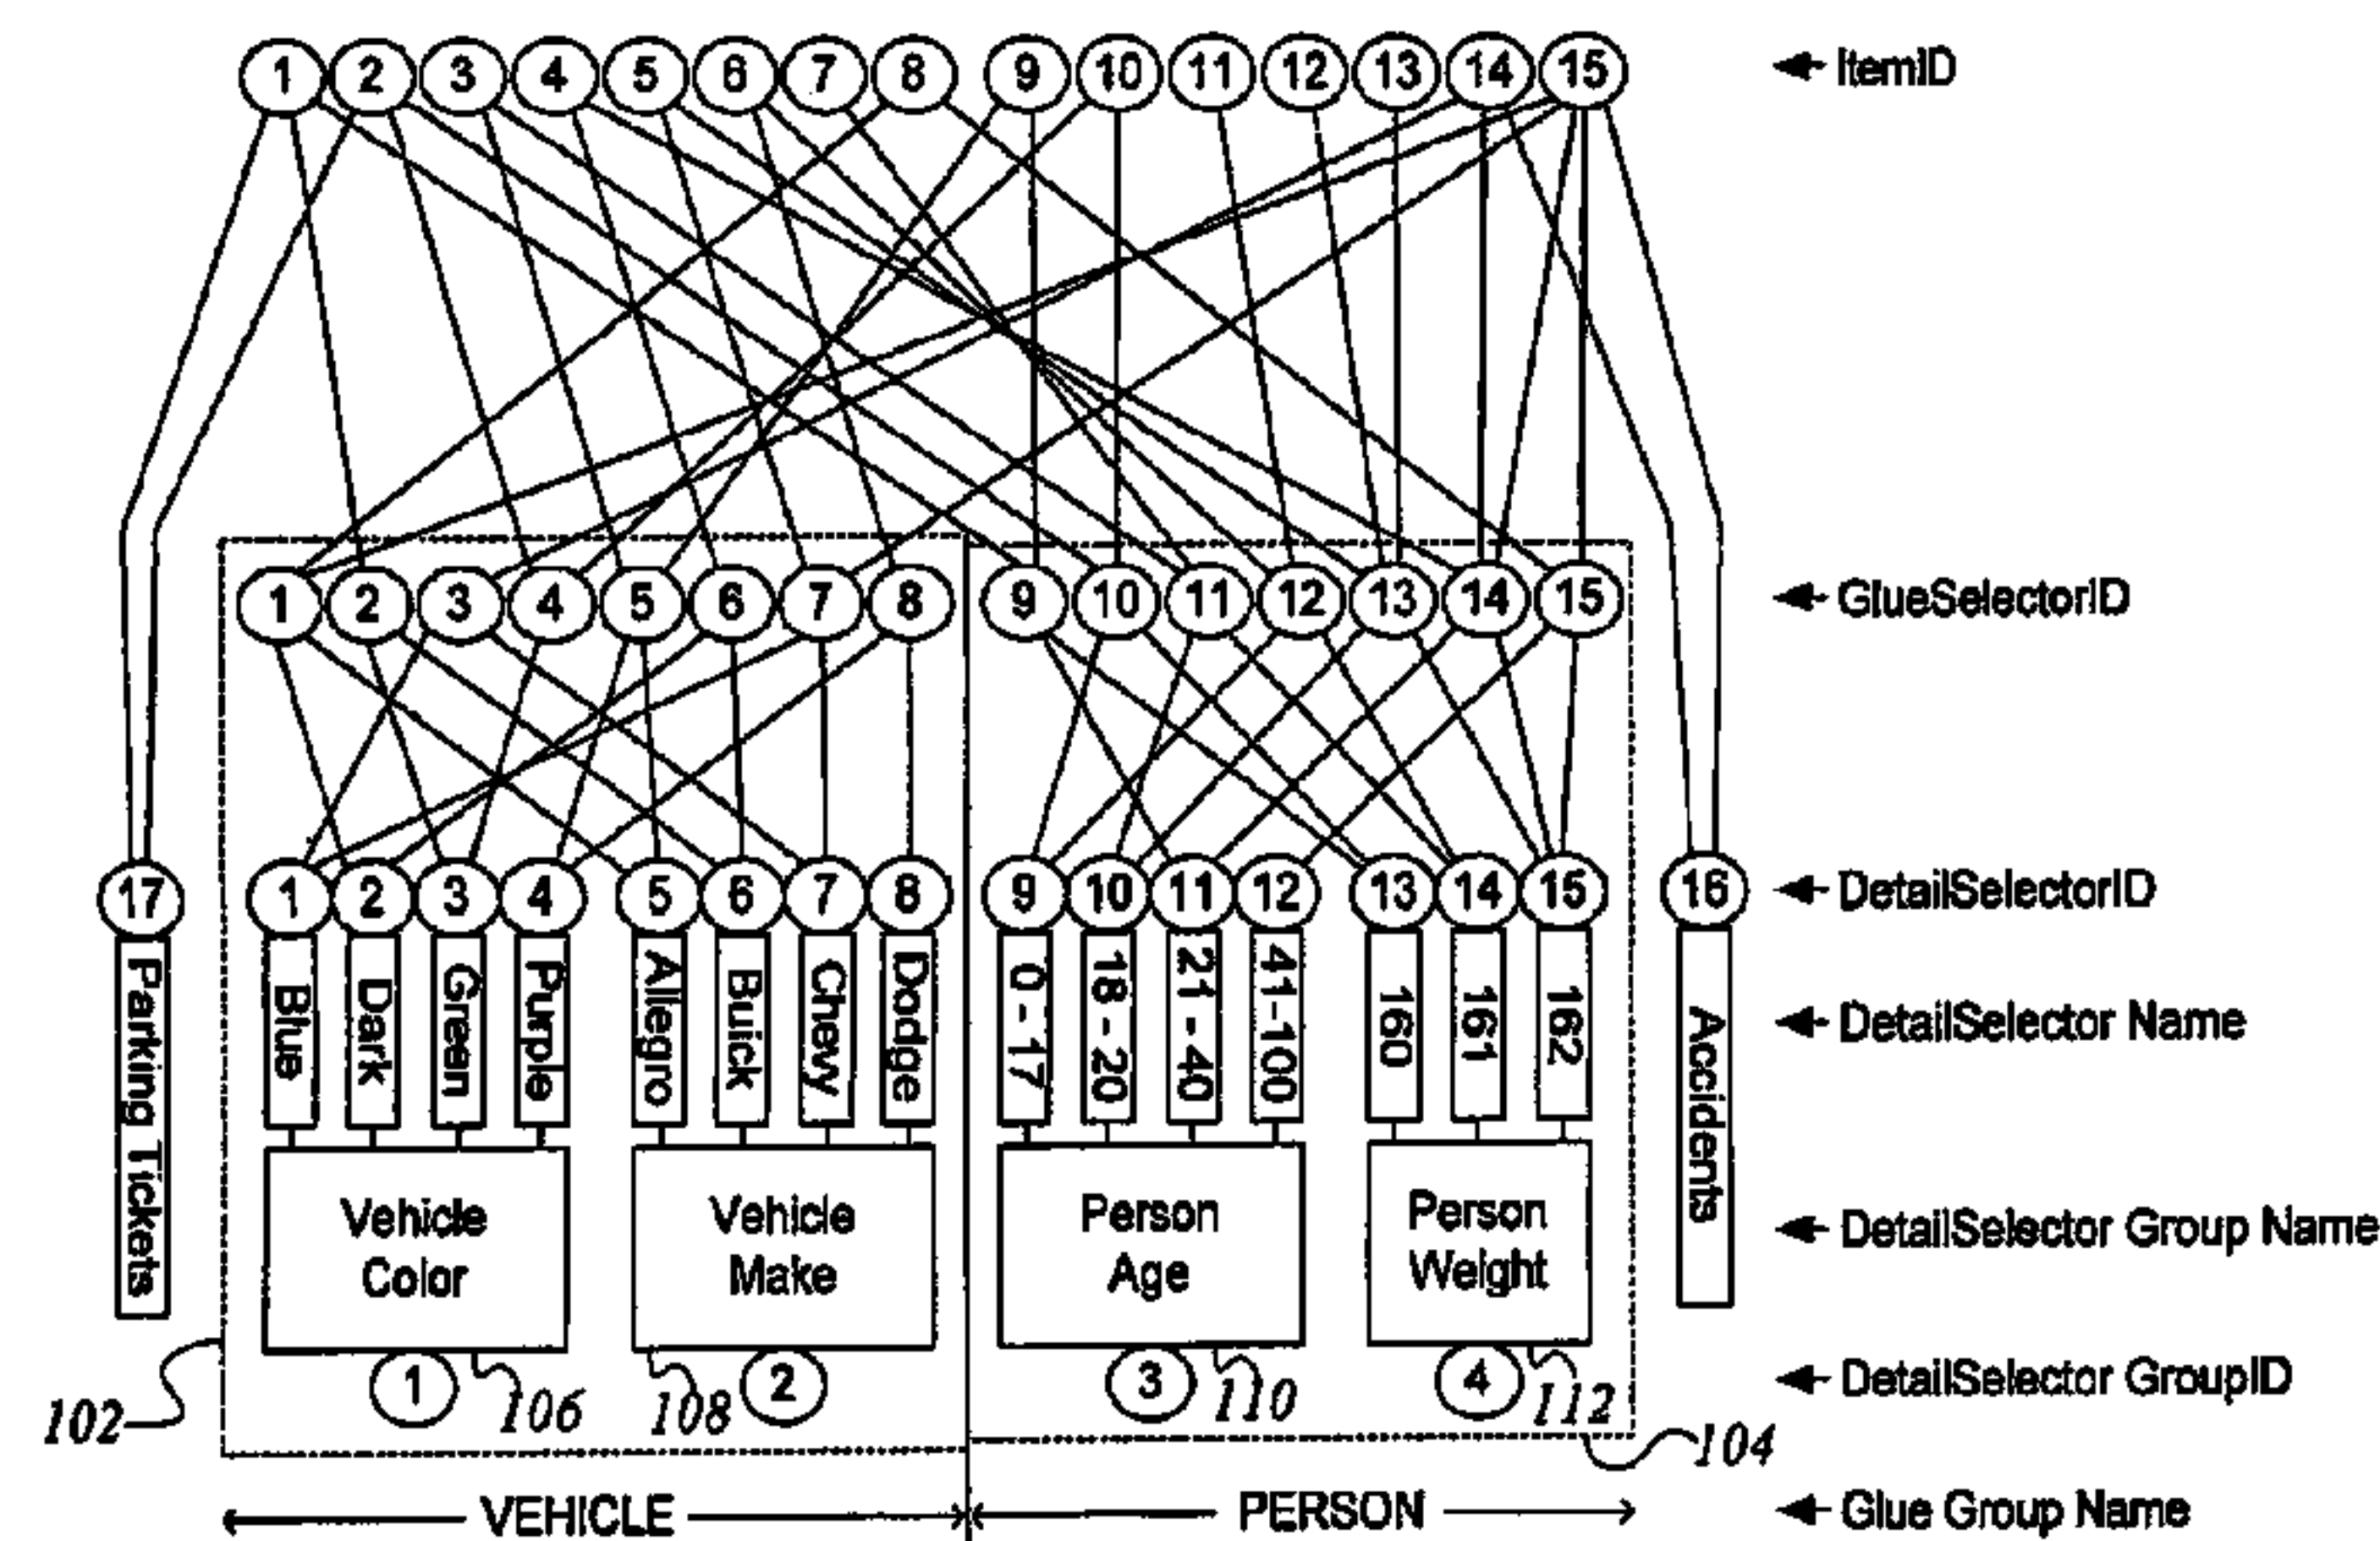 1 2 3 4 5 6 7 8 9 10 11 12 13 14 15 ItemID
1 2 3 4 5 6 7 8 9 10 11 12 13 14 15 GlueSelectorID
17 1 2 3 4 5 6 7 8 9 10 11 12 13 14 15 16 DetailSelectorID
Parking Tickets Blue Dark Green Purple Allegro Buick Chevy Dodge 0 - 17 18 - 20 21 - 40 41-100 160 161 162 Accidents DetailSelector Name
Vehicle Vehicle Person Person DetailSelector Group Name
Color Make Age Weight
1 106 108 2 3 110 4 112 DetailSelector GroupID
102 104
VEHICLE PERSON Glue Group Name